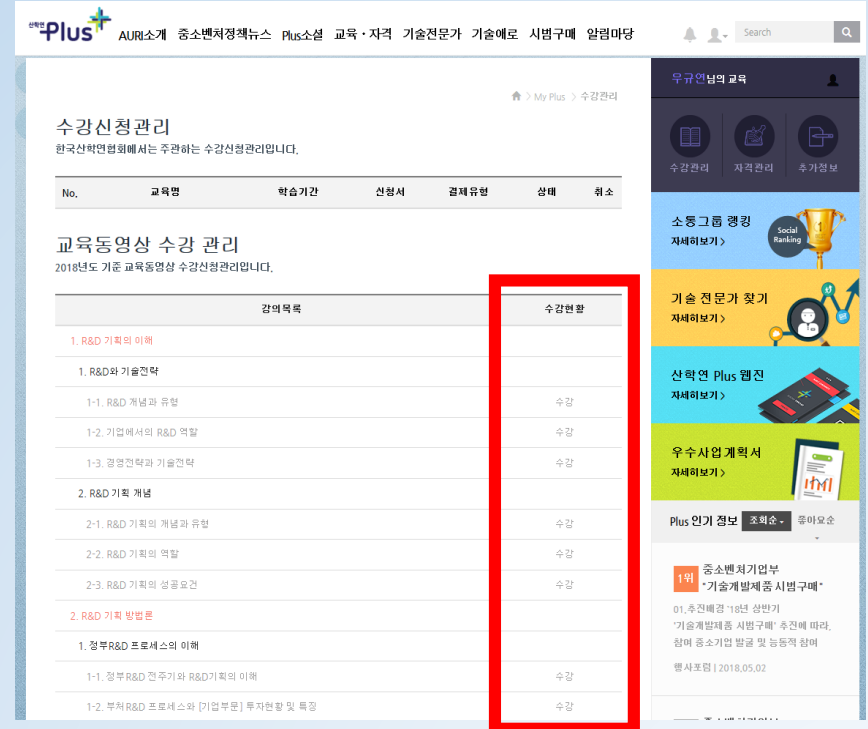 산학연 Plus
AURI소개 중소벤처정책뉴스 Plus소셜 교육・자격 기술전문가 기술애로 시범구매 알림마당
Search
My Plus > 수강관리
수강신청관리
한국산학연협회에서는 주관하는 수강신청관리입니다.
No. 교육명 학습기간 신청서 결제유형 상태 취소
교육동영상 수강 관리
2018년도 기준 교육동영상 수강신청관리입니다.
강의목록 수강현황
1. R&D 기획의 이해
1. R&D와 기술전략
1-1. R&D 개념과 유형 수강
1-2. 기업에서의 R&D 역할 수강
1-3. 경영전략과 기술전략 수강
2. R&D 기획 개념
2-1. R&D 기획의 개념과 유형 수강
2-2. R&D 기획의 역할 수강
2-3. R&D 기획의 성공요건 수강
2. R&D 기획 방법론
1. 정부R&D 프로세스의 이해
1-1. 정부R&D 전주기와 R&D기획의 이해 수강
1-2. 부처R&D 프로세스와 [기업부문] 투자현황 및 특징 수강
우규연님의 교육
수강관리 자격관리 추가정보
소통그룹 랭킹
자세히보기 >
Social
Ranking
기술 전문가 찾기
자세히보기 >
산학연 Plus 웹진
자세히보기 >
우수사업계획서
자세히보기 >
Plus 인기 정보 조회순 좋아요순
1위 중소벤처기업부
"기술개발제품 시범구매"
01.추진배경 '18년 상반기
'기술개발제품 시범구매' 추진에 따라,
참여 중소기업 발굴 및 능동적 참여
행사포럼 | 2018.05.02